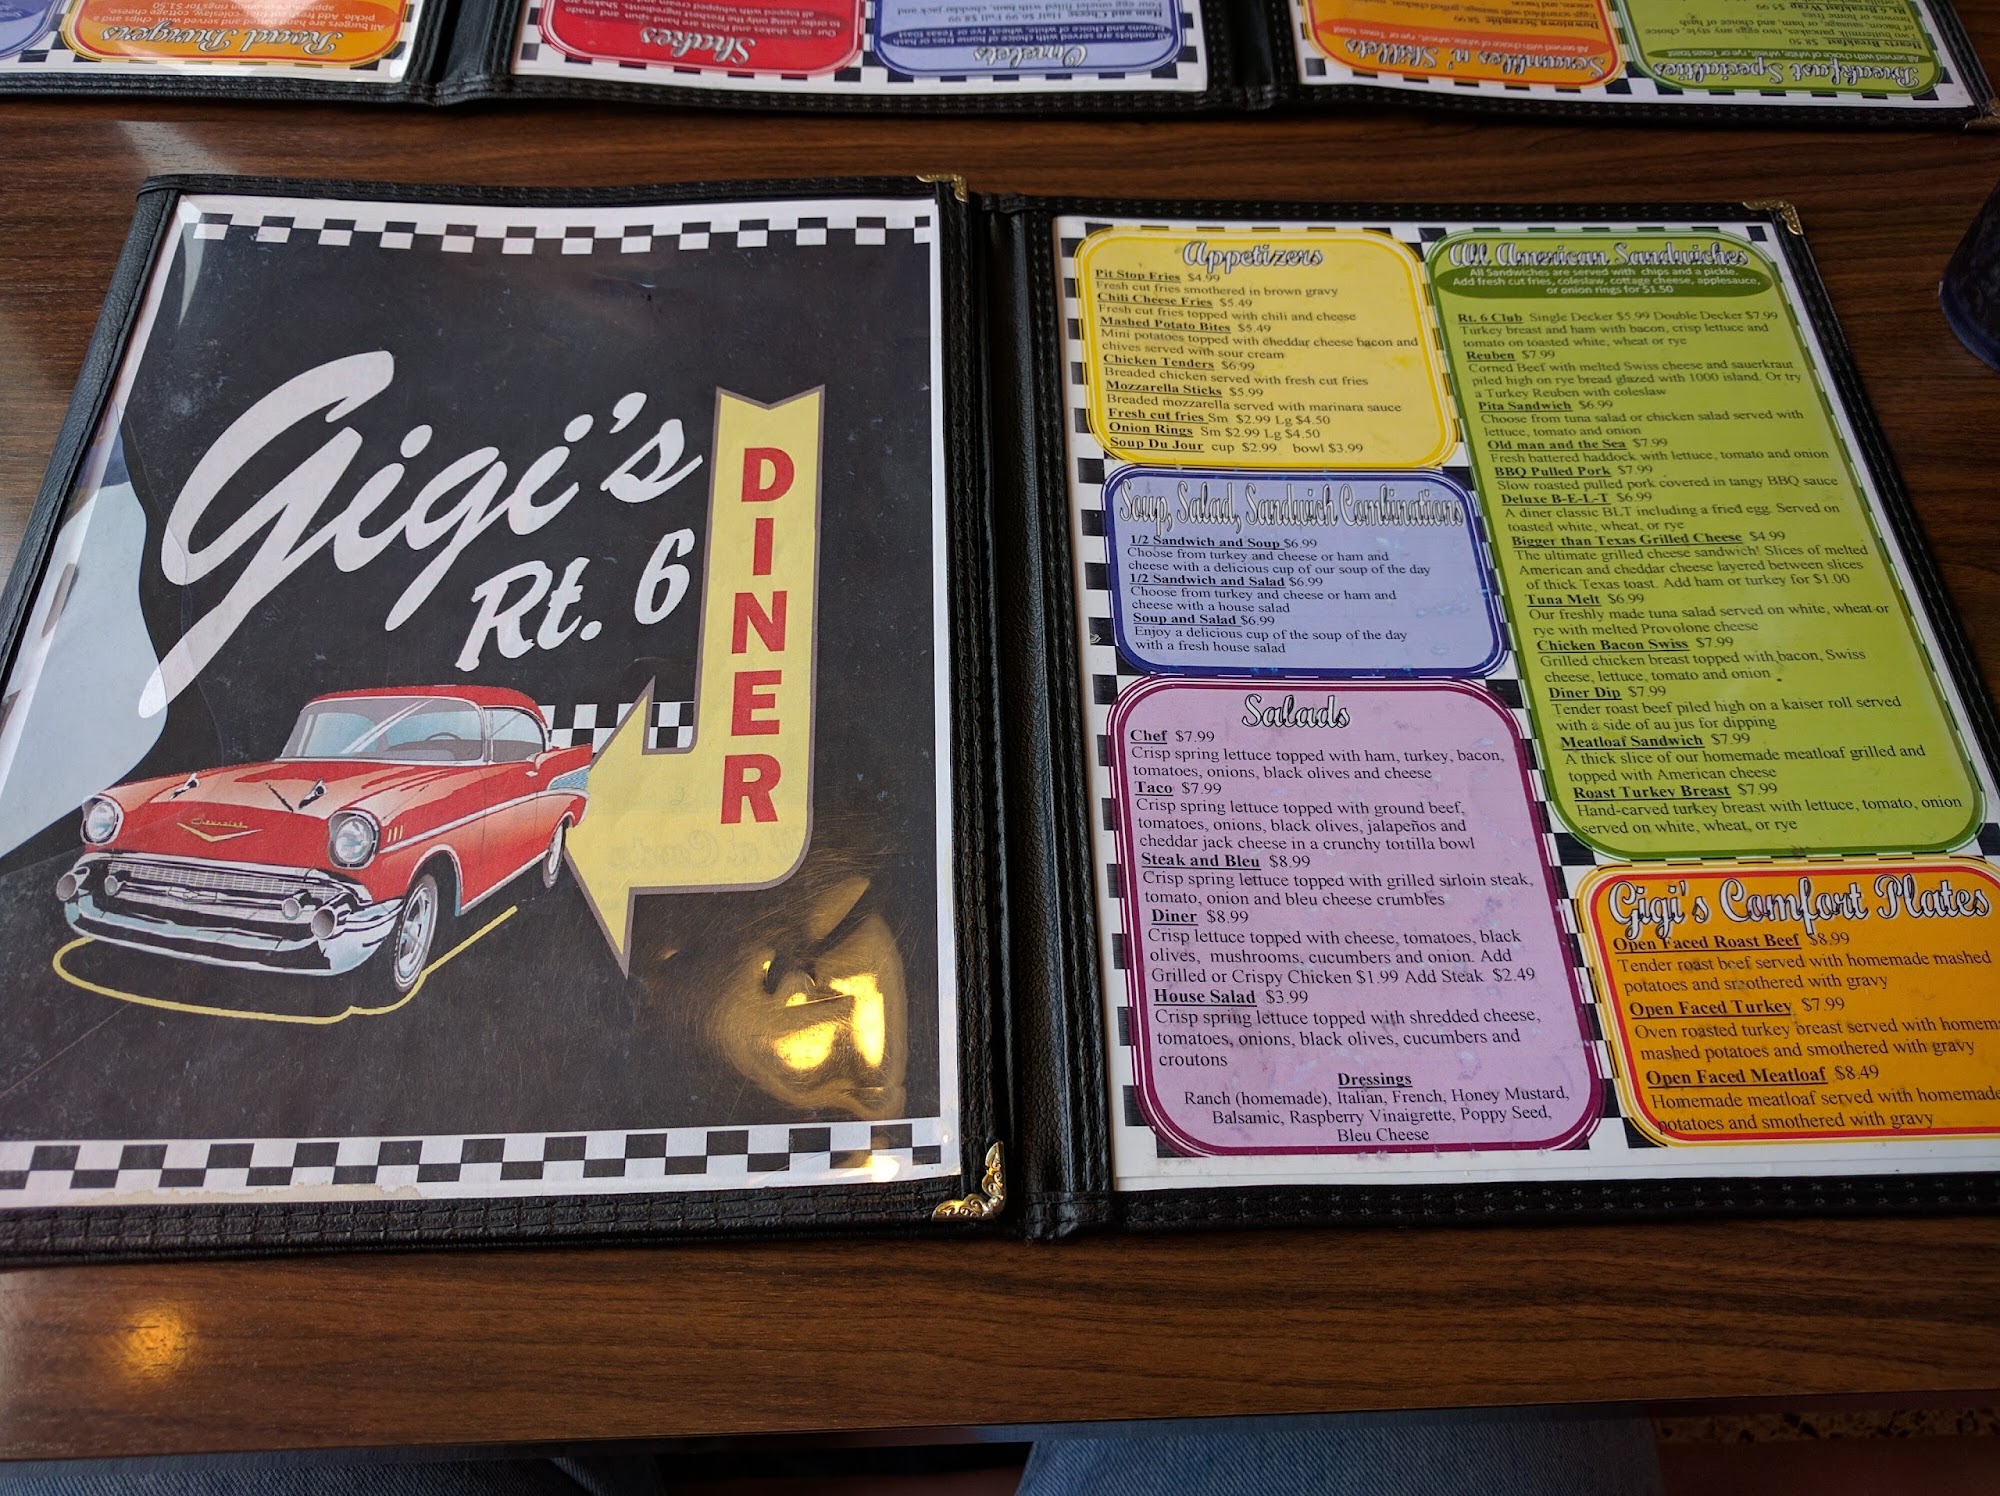 Gigi's
Rt. 6
DINER
Chevrolet
Appetizers
Pit Stop Fries $4.99
Fresh cut fries smothered in brown gravy
Chili Cheese Fries $5.49
Fresh cut fries topped with chili and cheese
Mashed Potato Bites $5.49
Mini potatoes topped with cheddar cheese bacon and
chives served with sour cream
Chicken Tenders $6.99
Breaded chicken served with fresh cut fries
Mozzarella Sticks $5.99
Breaded mozzarella served with marinara sauce
Fresh cut fries Sm $2.99 Lg $4.50
Onion Rings Sm $2.99 Lg $4.50
Soup Du Jour cup $2.99 bowl $3.99
Soup, Salad, Sandwich Combinations
1/2 Sandwich and Soup $6.99
Choose from turkey and cheese or ham and
cheese with a delicious cup of our soup of the day
1/2 Sandwich and Salad $6.99
Choose from turkey and cheese or ham and
cheese with a house salad
Soup and Salad $6.99
Enjoy a delicious cup of the soup of the day
with a fresh house salad
Salads
Chef $7.99
Crisp spring lettuce topped with ham, turkey, bacon,
tomatoes, onions, black olives and cheese
Taco $7.99
Crisp spring lettuce topped with ground beef,
tomatoes, onions, black olives, jalapeños and
cheddar jack cheese in a crunchy tortilla bowl
Steak and Bleu $8.99
Crisp spring lettuce topped with grilled sirloin steak,
tomato, onion and bleu cheese crumbles
Diner $8.99
Crisp lettuce topped with cheese, tomatoes, black
olives, mushrooms, cucumbers and onion. Add
Grilled or Crispy Chicken $1.99 Add Steak $2.49
House Salad $3.99
Crisp spring lettuce topped with shredded cheese,
tomatoes, onions, black olives, cucumbers and
croutons
Dressings
Ranch (homemade), Italian, French, Honey Mustard,
Balsamic, Raspberry Vinaigrette, Poppy Seed,
Bleu Cheese
All American Sandwiches
All Sandwiches are served with chips and a pickle.
Add fresh cut fries, coleslaw, cottage cheese, applesauce,
or onion rings for $1.50
Rt. 6 Club Single Decker $5.99 Double Decker $7.99
Turkey breast and ham with bacon, crisp lettuce and
tomato on toasted white, wheat or rye
Reuben $7.99
Corned Beef with melted Swiss cheese and sauerkraut
piled high on rye bread glazed with 1000 island. Or try
a Turkey Reuben with coleslaw
Pita Sandwich $6.99
Choose from tuna salad or chicken salad served with
lettuce, tomato and onion
Old man and the Sea $7.99
Fresh battered haddock with lettuce, tomato and onion
BBQ Pulled Pork $7.99
Slow roasted pulled pork covered in tangy BBQ sauce
Deluxe B-E-L-T $6.99
A diner classic BLT including a fried egg. Served on
toasted white, wheat, or rye
Bigger than Texas Grilled Cheese $4.99
The ultimate grilled cheese sandwich! Slices of melted
American and cheddar cheese layered between slices
of thick Texas toast. Add ham or turkey for $1.00
Tuna Melt $6.99
Our freshly made tuna salad served on white, wheat or
rye with melted Provolone cheese
Chicken Bacon Swiss $7.99
Grilled chicken breast topped with bacon, Swiss
cheese, lettuce, tomato and onion
Diner Dip $7.99
Tender roast beef piled high on a kaiser roll served
with a side of au jus for dipping
Meatloaf Sandwich $7.99
A thick slice of our homemade meatloaf grilled and
topped with American cheese
Roast Turkey Breast $7.99
Hand-carved turkey breast with lettuce, tomato, onion
served on white, wheat, or rye
Gigi's Comfort Plates
Open Faced Roast Beef $8.99
Tender roast beef served with homemade mashed
potatoes and smothered with gravy
Open Faced Turkey $7.99
Oven roasted turkey breast served with homem
mashed potatoes and smothered with gravy
Open Faced Meatloaf $8.49
Homemade meatloaf served with homemade
potatoes and smothered with gravy
Road Burgers
Shakes
Omelets
Scrambles n' Skillets
Breakfast Specialties